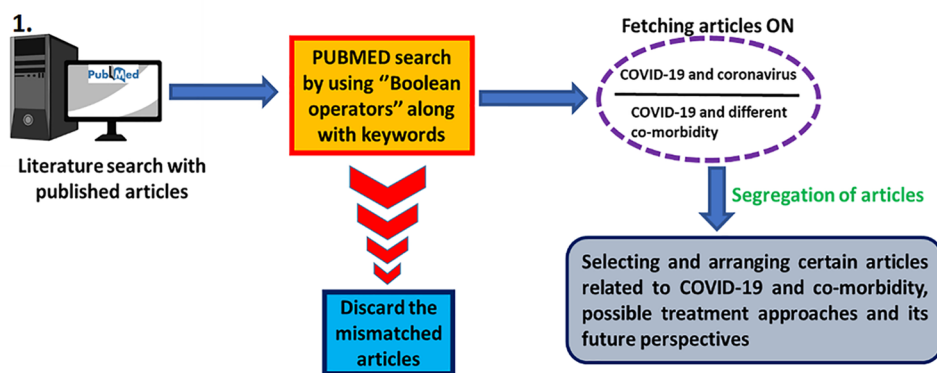 1.
PubMed
Literature search with
published articles
PUBMED search
by using ‘’Boolean
operators” along
with keywords
Discard the
mismatched
articles
Fetching articles ON
COVID-19 and coronavirus
COVID-19 and different
co-morbidity
Segregation of articles
Selecting and arranging certain articles
related to COVID-19 and co-morbidity,
possible treatment approaches and its
future perspectives